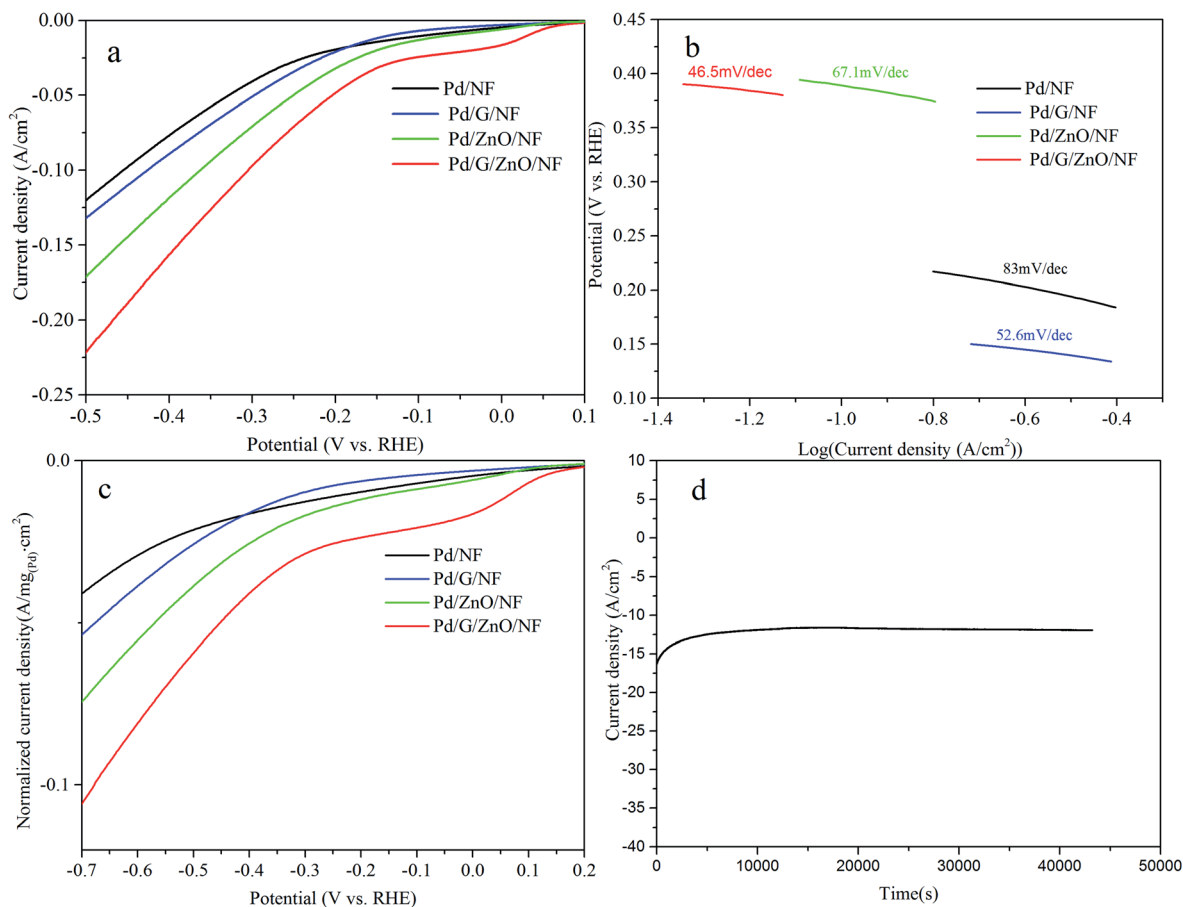 a
0.00
-0.05
-0.10
-0.15
-0.20
-0.25
-0.5
-0.4
-0.3
-0.2
-0.1
0.0
0.1
Current density (A/cm²)
Potential (V vs. RHE)
Pd/NF
Pd/G/NF
Pd/ZnO/NF
Pd/G/ZnO/NF
b
0.45
0.40
0.35
0.30
0.25
0.20
0.15
0.10
-1.4
-1.2
-1.0
-0.8
-0.6
-0.4
Potential (V vs. RHE)
Log(Current density (A/cm²))
46.5mV/dec
67.1mV/dec
83mV/dec
52.6mV/dec
Pd/NF
Pd/G/NF
Pd/ZnO/NF
Pd/G/ZnO/NF
c
0.0
-0.1
-0.7
-0.6
-0.5
-0.4
-0.3
-0.2
-0.1
0.0
0.1
0.2
Normalized current density(A/mg(Pd)·cm²)
Potential (V vs. RHE)
Pd/NF
Pd/G/NF
Pd/ZnO/NF
Pd/G/ZnO/NF
d
10
5
0
-5
-10
-15
-20
-25
-30
-35
-40
0
10000
20000
30000
40000
50000
Current density (A/cm²)
Time(s)